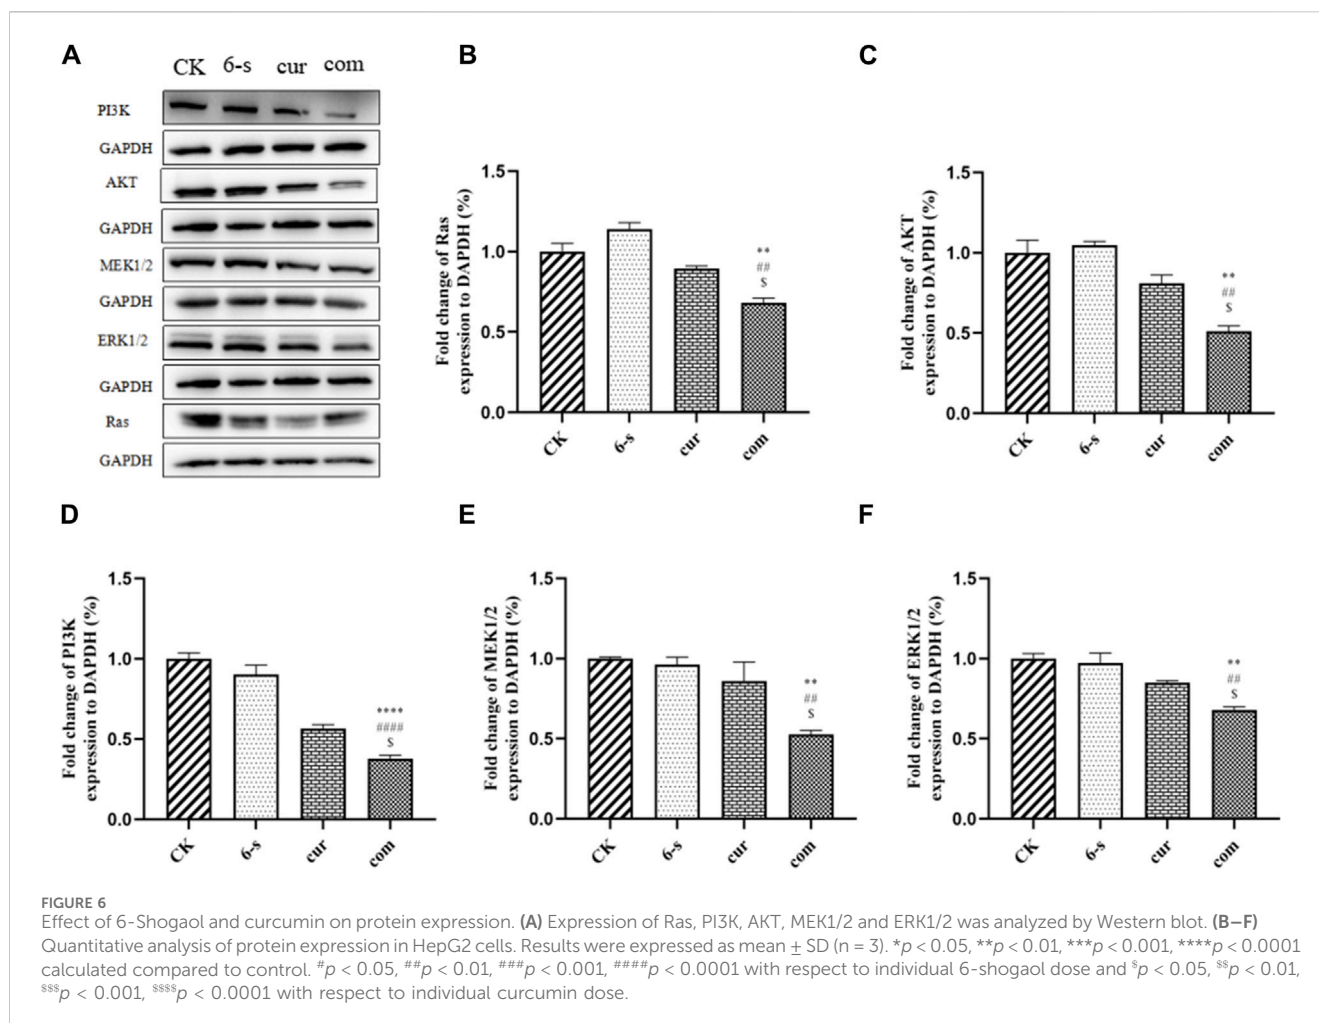 A
CK 6-s cur com
PI3K
GAPDH
AKT
GAPDH
MEK1/2
GAPDH
ERK1/2
GAPDH
Ras
GAPDH
B
Fold change of Ras
expression to DAPDH (%)
1.5
1.0
0.5
0.0
**
##
$
CK 6-s cur com
C
Fold change of AKT
expression to DAPDH (%)
1.5
1.0
0.5
0.0
**
##
$
CK 6-s cur com
D
Fold change of PI3K
expression to DAPDH (%)
1.5
1.0
0.5
0.0
****
####
$
CK 6-s cur com
E
Fold change of MEK1/2
expression to DAPDH (%)
1.5
1.0
0.5
0.0
**
##
$
CK 6-s cur com
F
Fold change of ERK1/2
expression to DAPDH (%)
1.5
1.0
0.5
0.0
**
##
$
CK 6-s cur com
FIGURE 6
Effect of 6-Shogaol and curcumin on protein expression. (A) Expression of Ras, PI3K, AKT, MEK1/2 and ERK1/2 was analyzed by Western blot. (B–F)
Quantitative analysis of protein expression in HepG2 cells. Results were expressed as mean ± SD (n = 3). *p < 0.05, **p < 0.01, ***p < 0.001, ****p < 0.0001
calculated compared to control. #p < 0.05, ##p < 0.01, ###p < 0.001, ####p < 0.0001 with respect to individual 6-shogaol dose and $p < 0.05, $$p < 0.01,
$$$p < 0.001, $$$$p < 0.0001 with respect to individual curcumin dose.